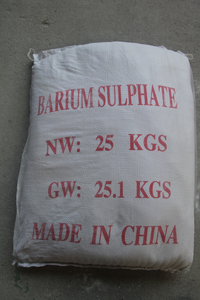 BARIUM SULPHATE
NW: 25 KGS
GW: 25.1 KGS
MADE IN CHINA